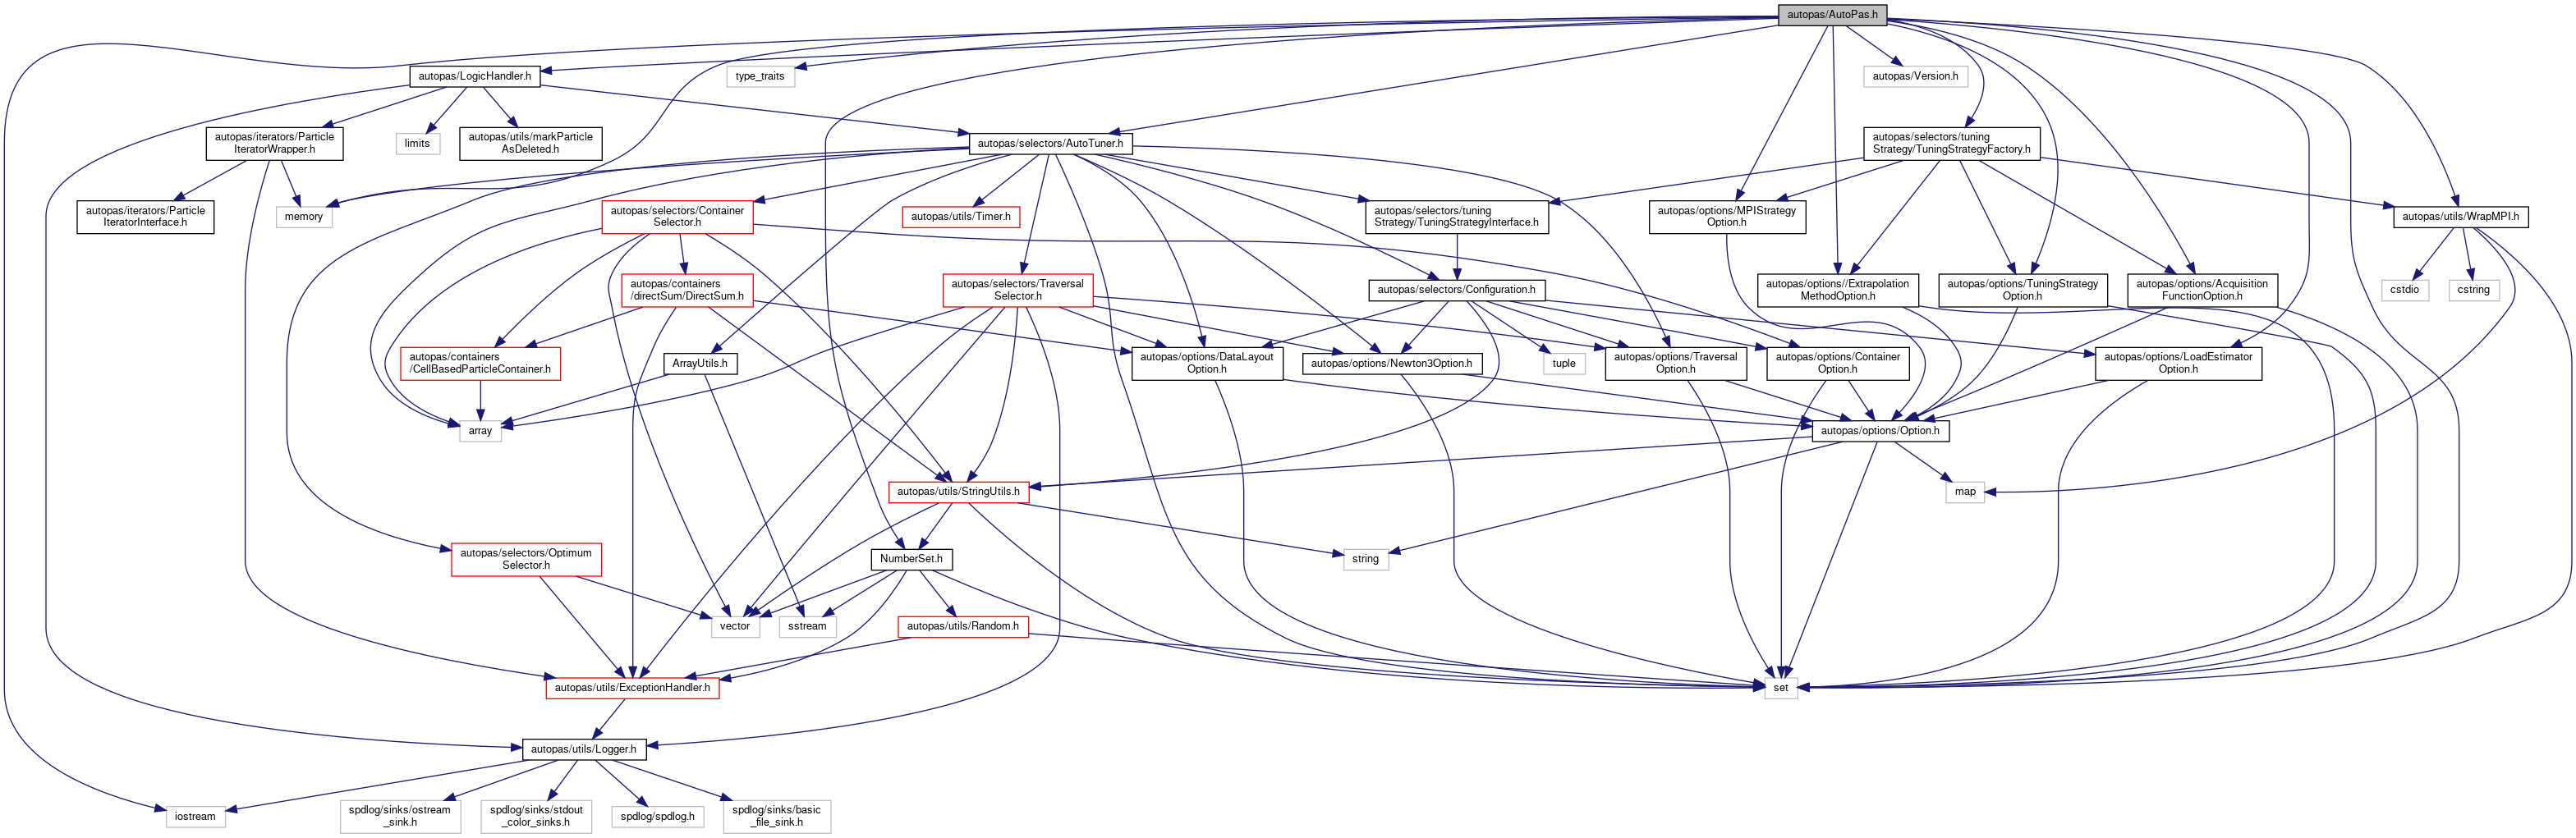 autopas/AutoPas.h
autopas/LogicHandler.h
type_traits
autopas/Version.h
autopas/iterators/Particle
IteratorWrapper.h
limits
autopas/utils/markParticle
AsDeleted.h
autopas/selectors/AutoTuner.h
autopas/selectors/tuning
Strategy/TuningStrategyFactory.h
autopas/iterators/Particle
IteratorInterface.h
memory
autopas/selectors/Container
Selector.h
autopas/utils/Timer.h
autopas/selectors/tuning
Strategy/TuningStrategyInterface.h
autopas/options/MPIStrategy
Option.h
autopas/utils/WrapMPI.h
autopas/containers
/directSum/DirectSum.h
autopas/selectors/Traversal
Selector.h
autopas/selectors/Configuration.h
autopas/options//Extrapolation
MethodOption.h
autopas/options/TuningStrategy
Option.h
autopas/options/Acquisition
FunctionOption.h
cstdio
cstring
autopas/containers
/CellBasedParticleContainer.h
ArrayUtils.h
autopas/options/DataLayout
Option.h
autopas/options/Newton3Option.h
tuple
autopas/options/Traversal
Option.h
autopas/options/Container
Option.h
autopas/options/LoadEstimator
Option.h
array
autopas/options/Option.h
autopas/utils/StringUtils.h
map
autopas/selectors/Optimum
Selector.h
NumberSet.h
string
vector
sstream
autopas/utils/Random.h
autopas/utils/ExceptionHandler.h
set
autopas/utils/Logger.h
iostream
spdlog/sinks/ostream
_sink.h
spdlog/sinks/stdout
_color_sinks.h
spdlog/spdlog.h
spdlog/sinks/basic
_file_sink.h